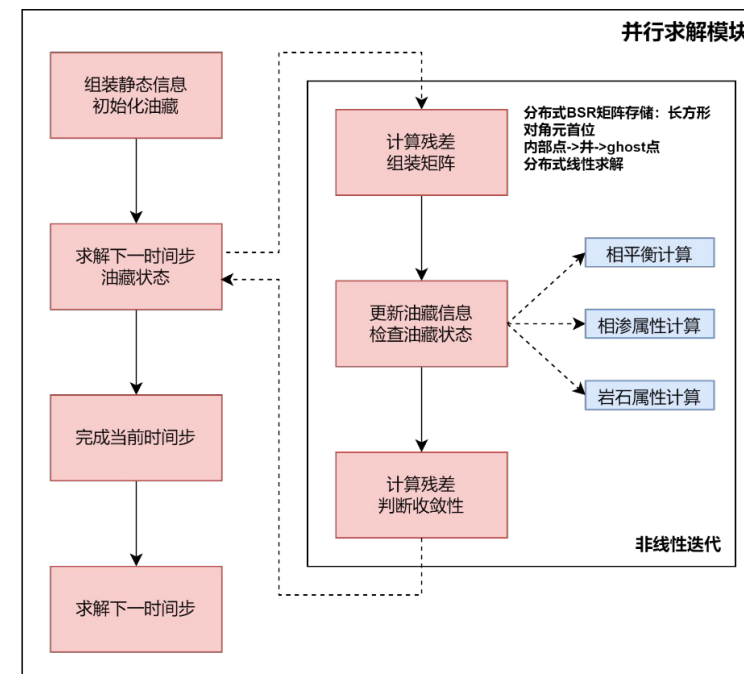 并行求解模块
组装静态信息
初始化油藏
求解下一时间步
油藏状态
完成当前时间步
求解下一时间步
计算残差
组装矩阵
分布式BSR矩阵存储：长方形
对角元首位
内部点->井->ghost点
分布式线性求解
更新油藏信息
检查油藏状态
相平衡计算
相渗属性计算
岩石属性计算
计算残差
判断收敛性
非线性迭代